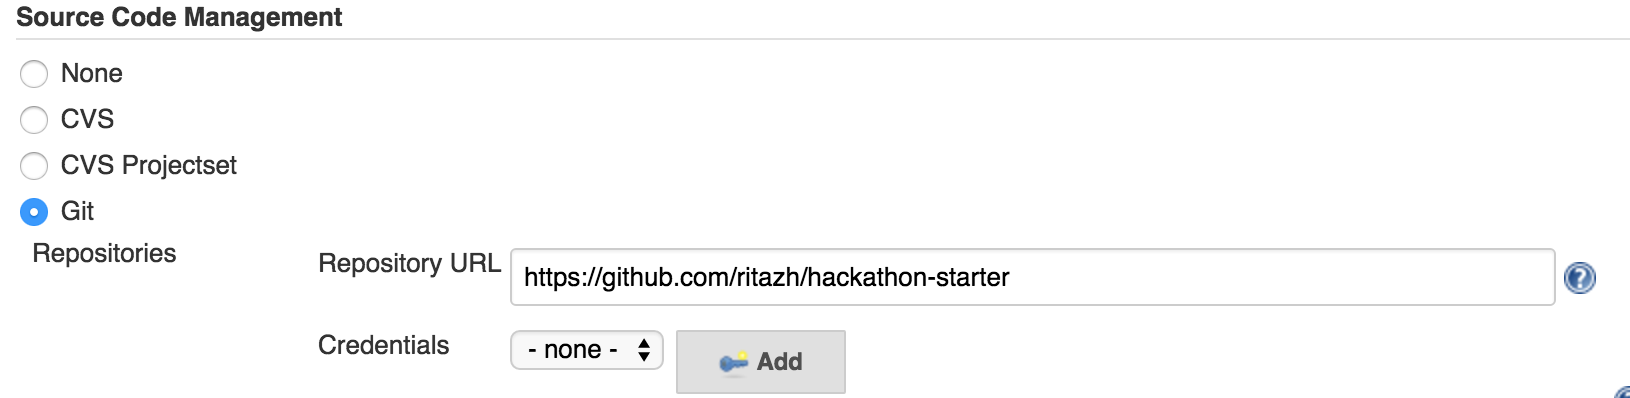 Source Code Management
None
CVS
CVS Projectset
Git
Repositories
Repository URL
https://github.com/ritazh/hackathon-starter
?
Credentials
- none -
Add